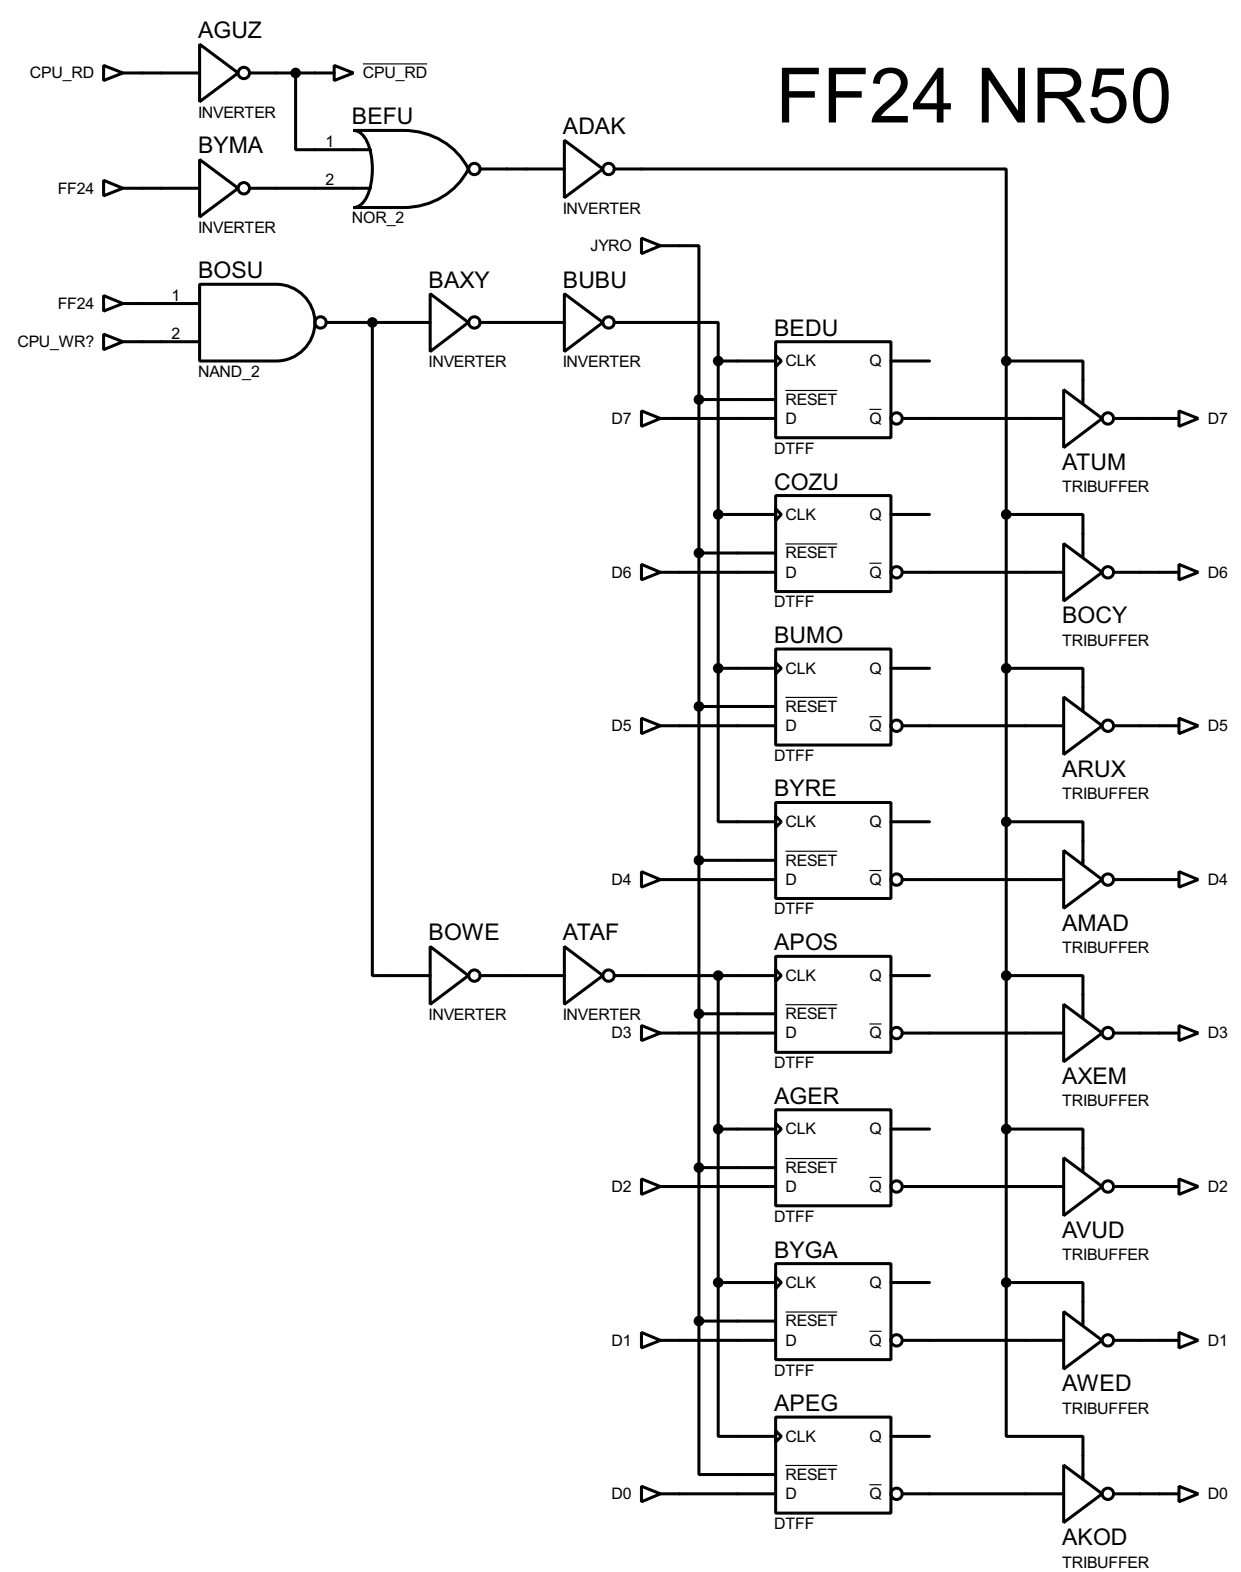 AGUZ
CPU_RD
CPU_RD
INVERTER
FF24 NR50
BEFU
1
2
NOR_2
BYMA
FF24
INVERTER
ADAK
INVERTER
JYRO
BOSU
FF24
1
CPU_WR?
2
NAND_2
BAXY
INVERTER
BUBU
INVERTER
BEDU
CLK Q
RESET
D7 D Q D7
DTFF
ATUM
TRIBUFFER
COZU
CLK Q
RESET
D6 D Q D6
DTFF
BOCY
TRIBUFFER
BUMO
CLK Q
RESET
D5 D Q D5
DTFF
ARUX
TRIBUFFER
BYRE
CLK Q
RESET
D4 D Q D4
DTFF
AMAD
TRIBUFFER
BOWE
INVERTER
ATAF
INVERTER
APOS
CLK Q
RESET
D3 D Q D3
DTFF
AXEM
TRIBUFFER
AGER
CLK Q
RESET
D2 D Q D2
DTFF
AVUD
TRIBUFFER
BYGA
CLK Q
RESET
D1 D Q D1
DTFF
AWED
TRIBUFFER
APEG
CLK Q
RESET
D0 D Q D0
DTFF
AKOD
TRIBUFFER